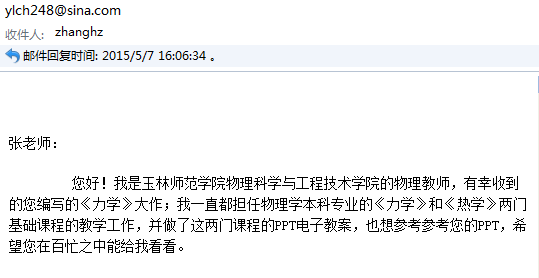 ylch248@sina.com
收件人: zhanghz
邮件回复时间: 2015/5/7 16:06:34 。
张老师：
您好！我是玉林师范学院物理科学与工程技术学院的物理教师，有幸收到
的您编写的《力学》大作；我一直都担任物理学本科专业的《力学》和《热学》两门
基础课程的教学工作，并做了这两门课程的PPT电子教案，也想参考参考您的PPT，希
望您在百忙之中能给我看看。